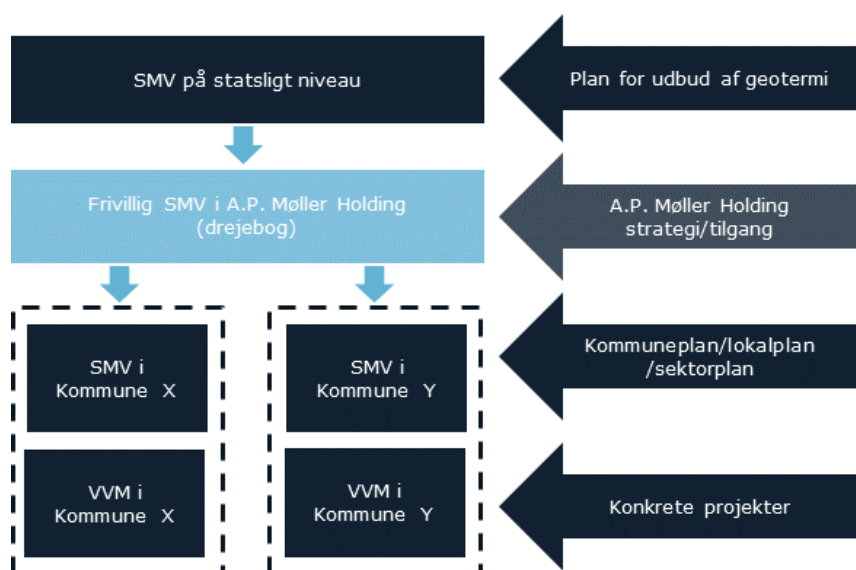 SMV på statsligt niveau
Plan for udbud af geotermi
Frivillig SMV i A.P. Møller Holding
(drejebog)
A.P. Møller Holding
strategi/tilgang
SMV i
Kommune X
SMV i
Kommune Y
Kommuneplan/lokalplan
/sektorplan
VVM i
Kommune X
VVM i
Kommune Y
Konkrete projekter